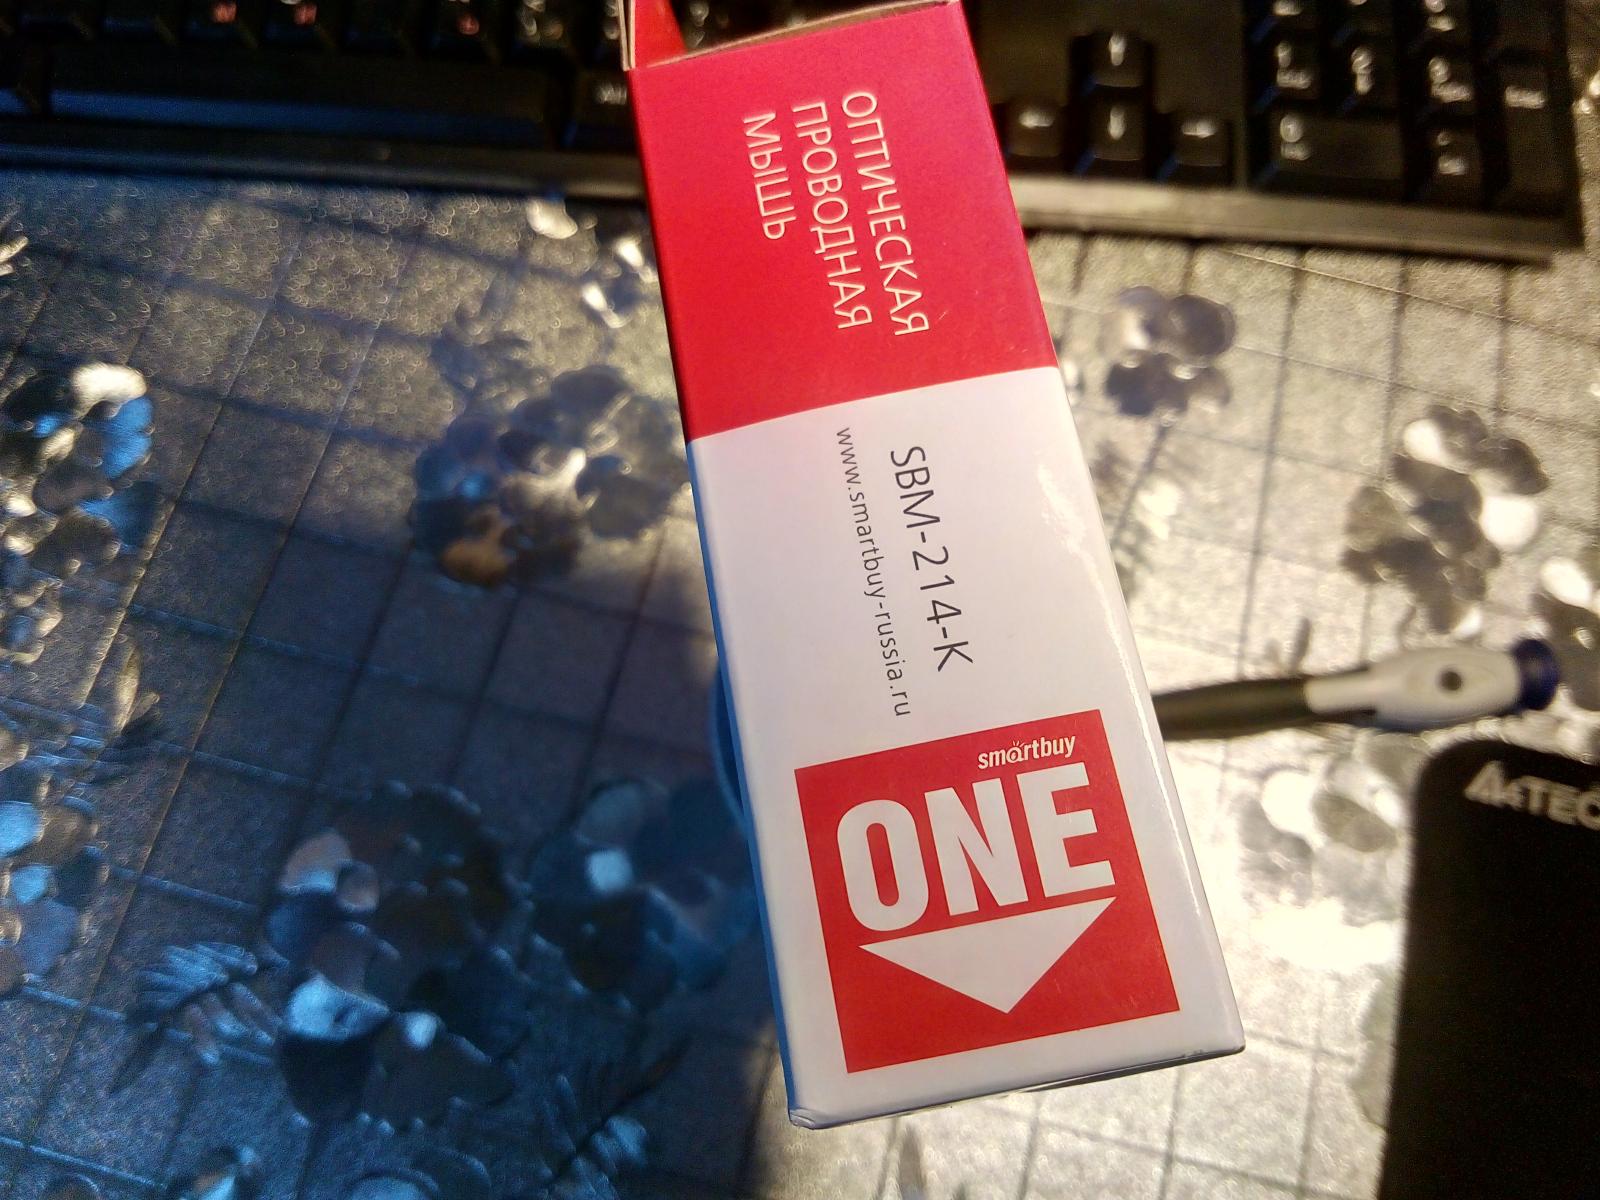 ОПТИЧЕСКАЯ
ПРОВОДНАЯ
МЫШЬ
SBM-214-K
www.smartbuy-russia.ru
smartbuy
ONE